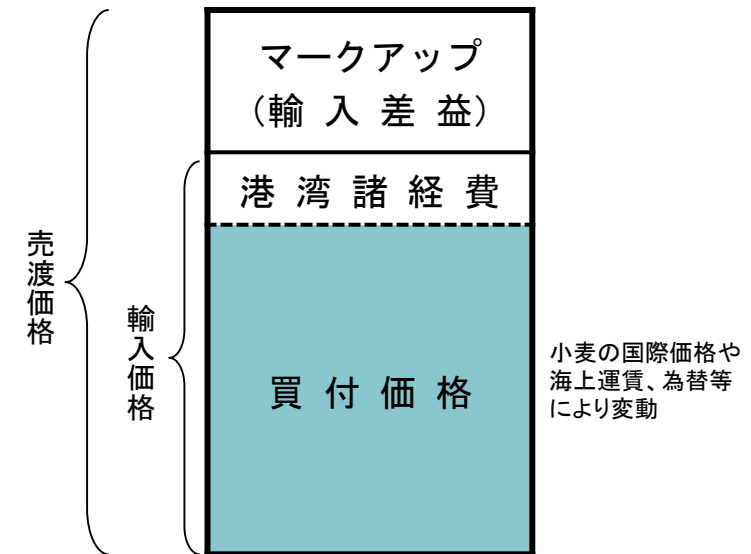 マークアップ
（輸 入 差 益）
港 湾 諸 経 費
売渡価格
輸入価格
買 付 価 格
小麦の国際価格や
海上運賃、為替等
により変動